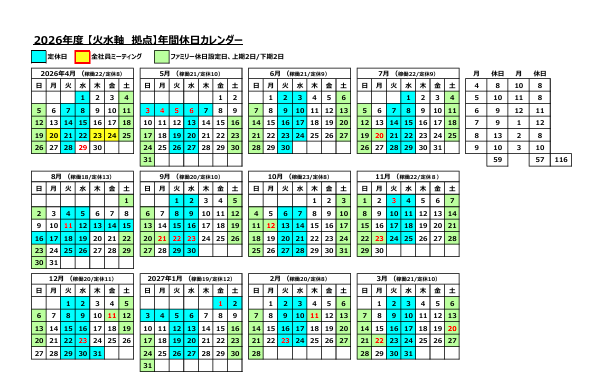 2026年度 【火水軸 拠点】年間休日カレンダー
定休日 全社員ミーティング ファミリー休日設定日、上期2日/下期2日
2026年4月 （稼働22/定休8）
日 月 火 水 木 金 土
1 2 3 4
5 6 7 8 9 10 11
12 13 14 15 16 17 18
19 20 21 22 23 24 25
26 27 28 29 30
5月 （稼働21/定休10）
日 月 火 水 木 金 土
1 2
3 4 5 6 7 8 9
10 11 12 13 14 15 16
17 18 19 20 21 22 23
24 25 26 27 28 29 30
31
6月 （稼働21/定休9）
日 月 火 水 木 金 土
1 2 3 4 5 6
7 8 9 10 11 12 13
14 15 16 17 18 19 20
21 22 23 24 25 26 27
28 29 30
7月 （稼働22/定休9）
日 月 火 水 木 金 土
1 2 3 4
5 6 7 8 9 10 11
12 13 14 15 16 17 18
19 20 21 22 23 24 25
26 27 28 29 30 31
月 休日 月 休日
4 8 10 8
5 10 11 8
6 9 12 11
7 9 1 12
8 13 2 8
9 10 3 10
59 57 116
8月 （稼働18/定休13）
日 月 火 水 木 金 土
1
2 3 4 5 6 7 8
9 10 11 12 13 14 15
16 17 18 19 20 21 22
23 24 25 26 27 28 29
30 31
9月 （稼働20/定休10）
日 月 火 水 木 金 土
1 2 3 4 5
6 7 8 9 10 11 12
13 14 15 16 17 18 19
20 21 22 23 24 25 26
27 28 29 30
10月 （稼働23/定休8）
日 月 火 水 木 金 土
1 2 3
4 5 6 7 8 9 10
11 12 13 14 15 16 17
18 19 20 21 22 23 24
25 26 27 28 29 30 31
11月 （稼働22/定休8）
日 月 火 水 木 金 土
1 2 3 4 5 6 7
8 9 10 11 12 13 14
15 16 17 18 19 20 21
22 23 24 25 26 27 28
29 30
12月 （稼働20/定休11）
日 月 火 水 木 金 土
1 2 3 4 5
6 7 8 9 10 11 12
13 14 15 16 17 18 19
20 21 22 23 24 25 26
27 28 29 30 31
2027年1月 （稼働19/定休12）
日 月 火 水 木 金 土
1 2
3 4 5 6 7 8 9
10 11 12 13 14 15 16
17 18 19 20 21 22 23
24 25 26 27 28 29 30
31
2月 （稼働20/定休8）
日 月 火 水 木 金 土
1 2 3 4 5 6
7 8 9 10 11 12 13
14 15 16 17 18 19 20
21 22 23 24 25 26 27
28
3月 （稼働21/定休10）
日 月 火 水 木 金 土
1 2 3 4 5 6
7 8 9 10 11 12 13
14 15 16 17 18 19 20
21 22 23 24 25 26 27
28 29 30 31